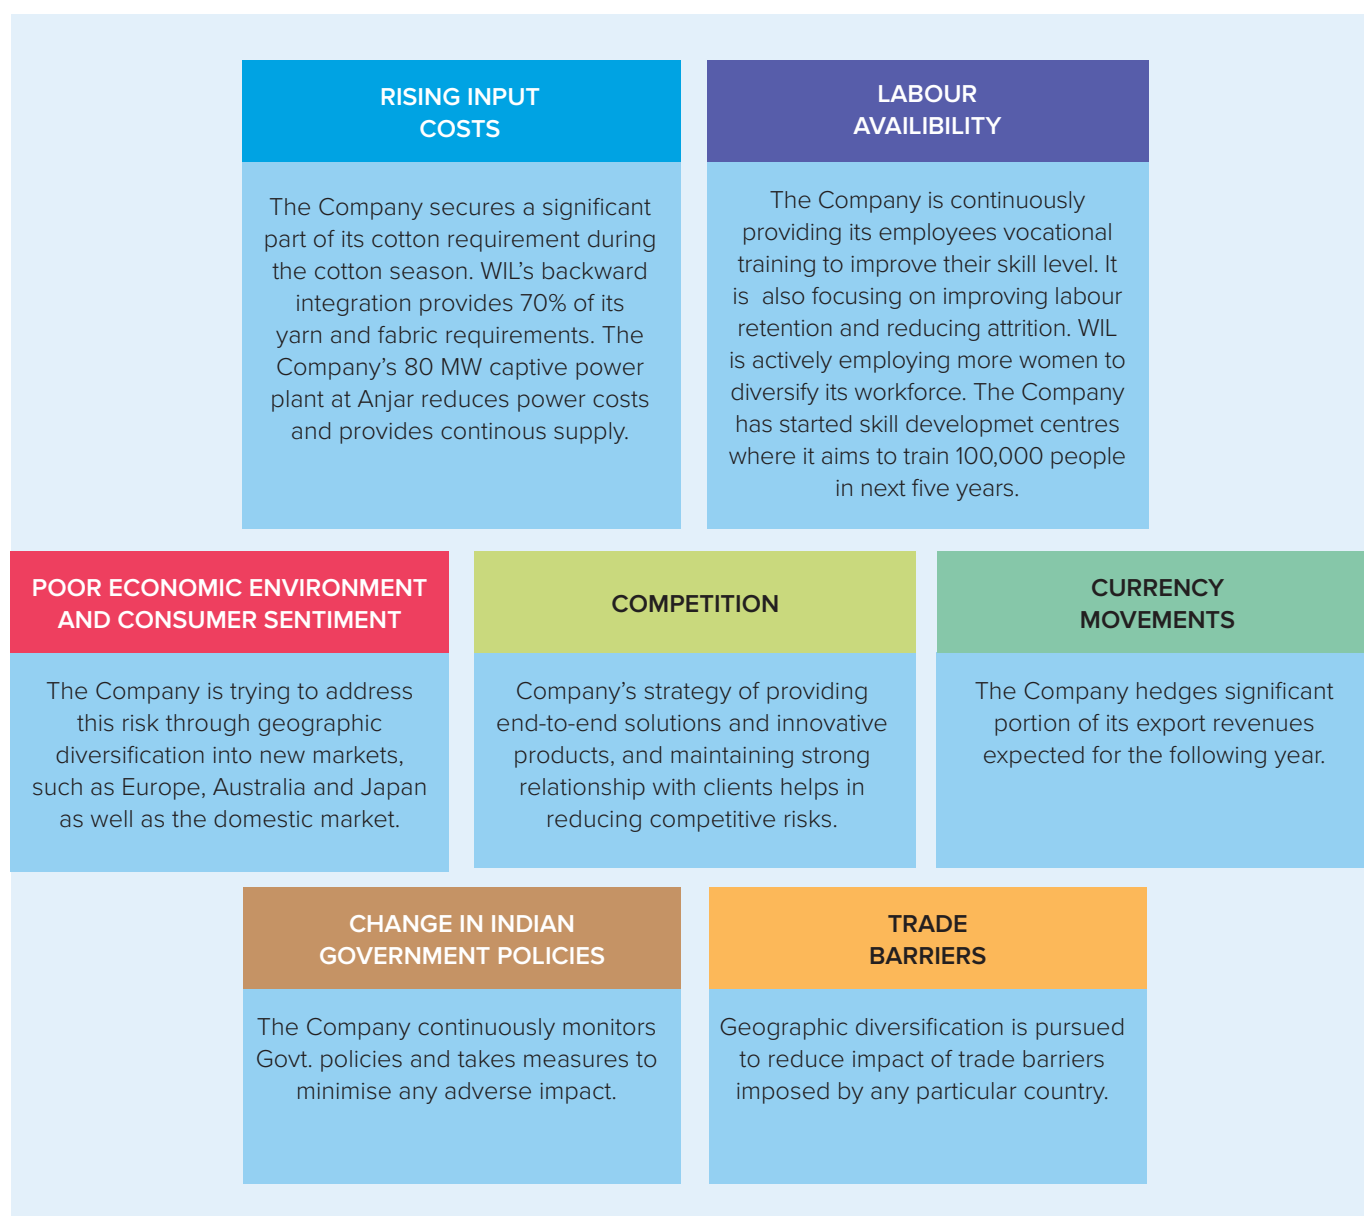 RISING INPUT
COSTS
The Company secures a significant
part of its cotton requirement during
the cotton season. WIL’s backward
integration provides 70% of its
yarn and fabric requirements. The
Company’s 80 MW captive power
plant at Anjar reduces power costs
and provides continous supply.
LABOUR
AVAILIBILITY
The Company is continuously
providing its employees vocational
training to improve their skill level. It
is  also focusing on improving labour
retention and reducing attrition. WIL
is actively employing more women to
diversify its workforce. The Company
has started skill developmet centres
where it aims to train 100,000 people
in next five years.
POOR ECONOMIC ENVIRONMENT
AND CONSUMER SENTIMENT
The Company is trying to address
this risk through geographic
diversification into new markets,
such as Europe, Australia and Japan
as well as the domestic market.
COMPETITION
Company’s strategy of providing
end-to-end solutions and innovative
products, and maintaining strong
relationship with clients helps in
reducing competitive risks.
CURRENCY
MOVEMENTS
The Company hedges significant
portion of its export revenues
expected for the following year.
CHANGE IN INDIAN
GOVERNMENT POLICIES
The Company continuously monitors
Govt. policies and takes measures to
minimise any adverse impact.
TRADE
BARRIERS
Geographic diversification is pursued
to reduce impact of trade barriers
imposed by any particular country.